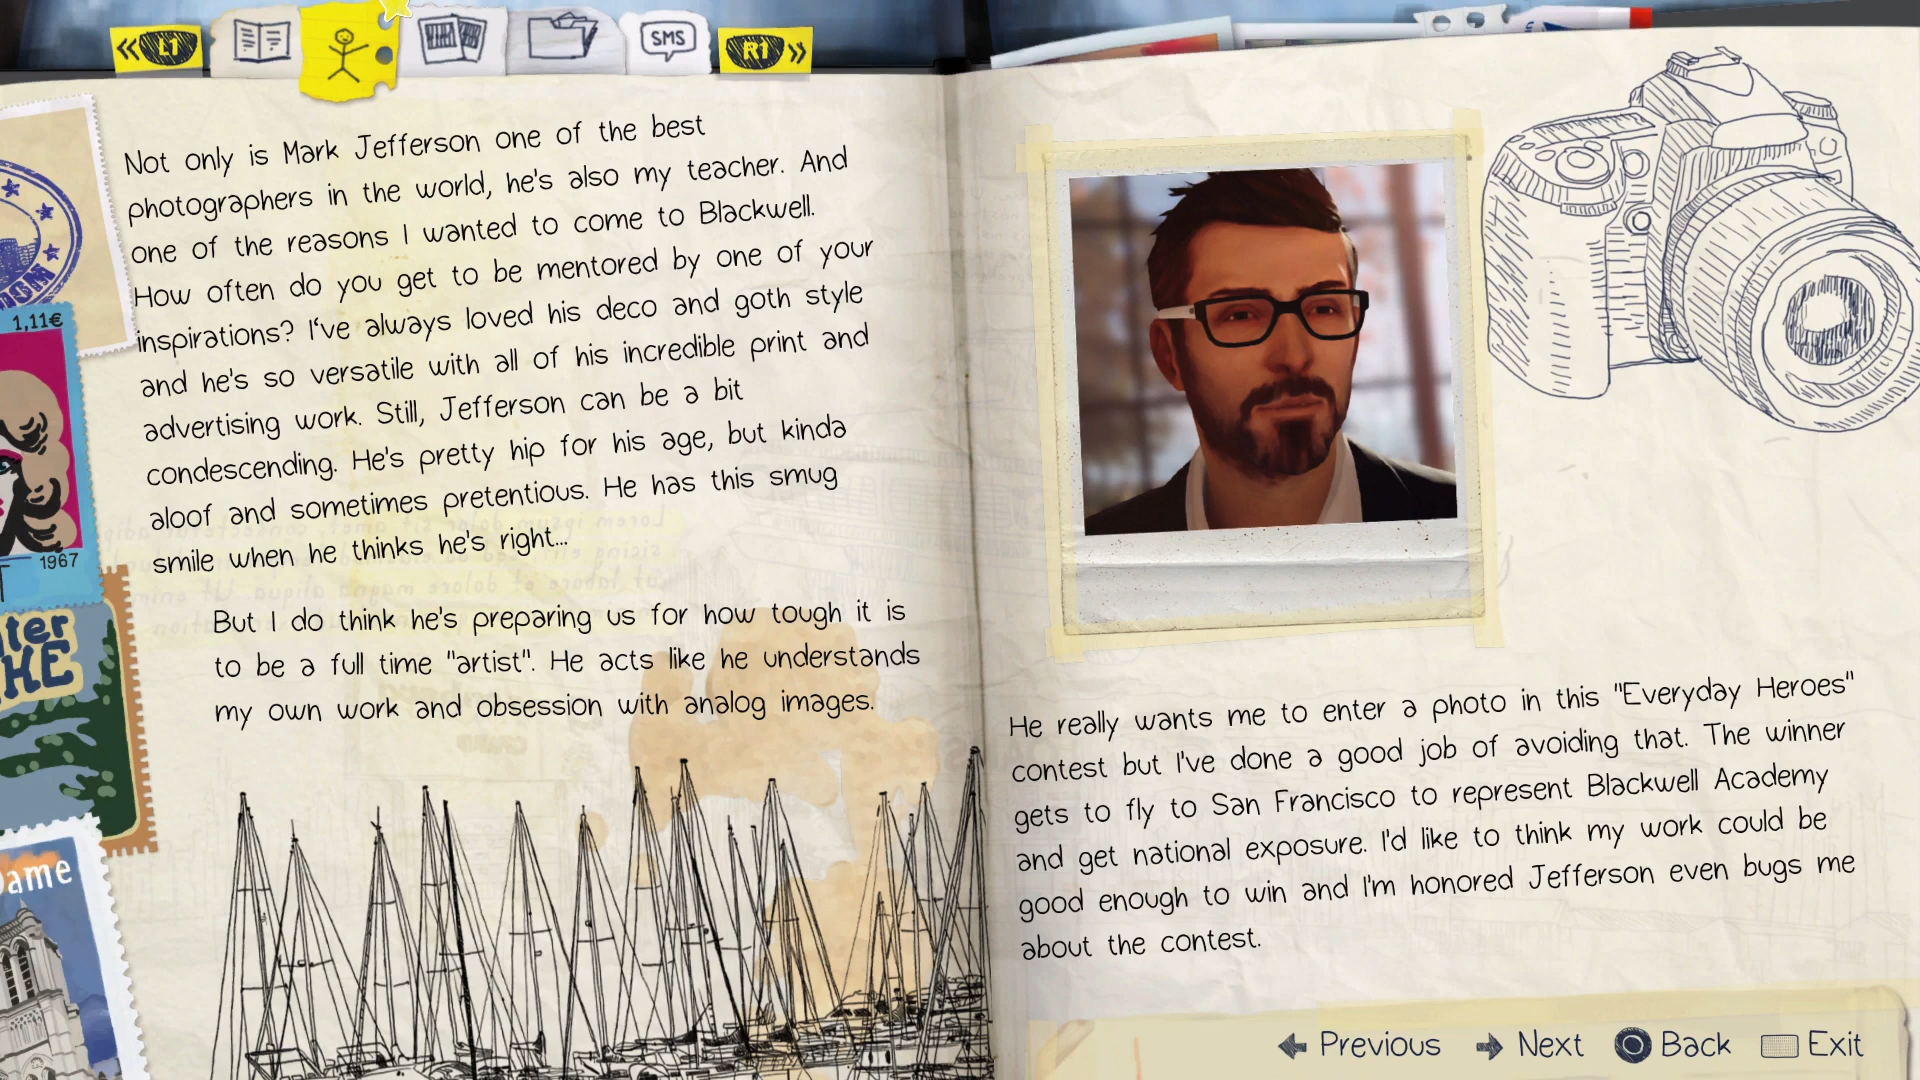 L1
SMS
R1
Not only is Mark Jefferson one of the best
photographers in the world, he's also my teacher. And
one of the reasons I wanted to come to Blackwell.
How often do you get to be mentored by one of your
inspirations? I've always loved his deco and goth style
and he's so versatile with all of his incredible print and
advertising work. Still, Jefferson can be a bit
condescending. He's pretty hip for his age, but kinda
aloof and sometimes pretentious. He has this smug
smile when he thinks he's right...
But I do think he's preparing us for how tough it is
to be a full time "artist". He acts like he understands
my own work and obsession with analog images.
1,11€
1967
ame
He really wants me to enter a photo in this "Everyday Heroes"
contest but I've done a good job of avoiding that. The winner
gets to fly to San Francisco to represent Blackwell Academy
and get national exposure. I'd like to think my work could be
good enough to win and I'm honored Jefferson even bugs me
about the contest.
Previous
Next
Back
Exit